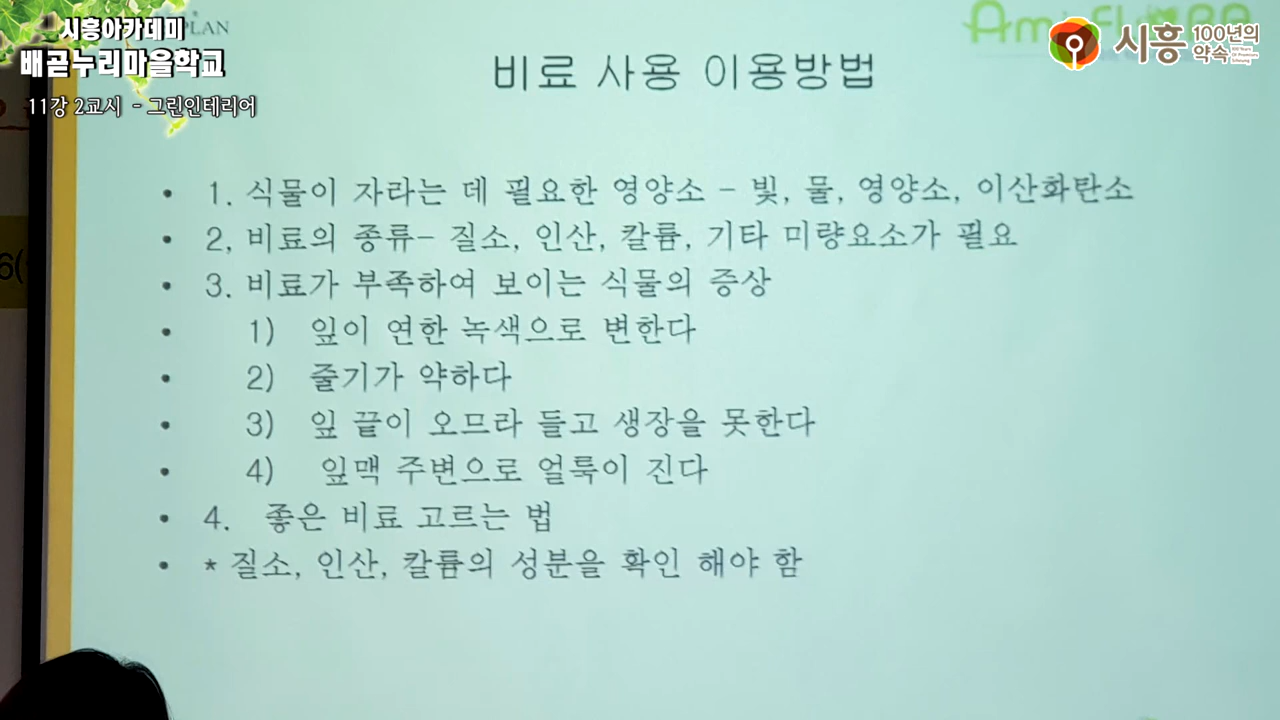 시흥아카데미
배곧누리마을학교
11강 2교시 - 그린인테리어
PLAN
시흥 100년의 약속
비료 사용 이용방법
• 1. 식물이 자라는 데 필요한 영양소 - 빛, 물, 영양소, 이산화탄소
• 2, 비료의 종류- 질소, 인산, 칼륨, 기타 미량요소가 필요
• 3. 비료가 부족하여 보이는 식물의 증상
• 1) 잎이 연한 녹색으로 변한다
• 2) 줄기가 약하다
• 3) 잎 끝이 오므라 들고 생장을 못한다
• 4) 잎맥 주변으로 얼룩이 진다
• 4. 좋은 비료 고르는 법
• * 질소, 인산, 칼륨의 성분을 확인 해야 함